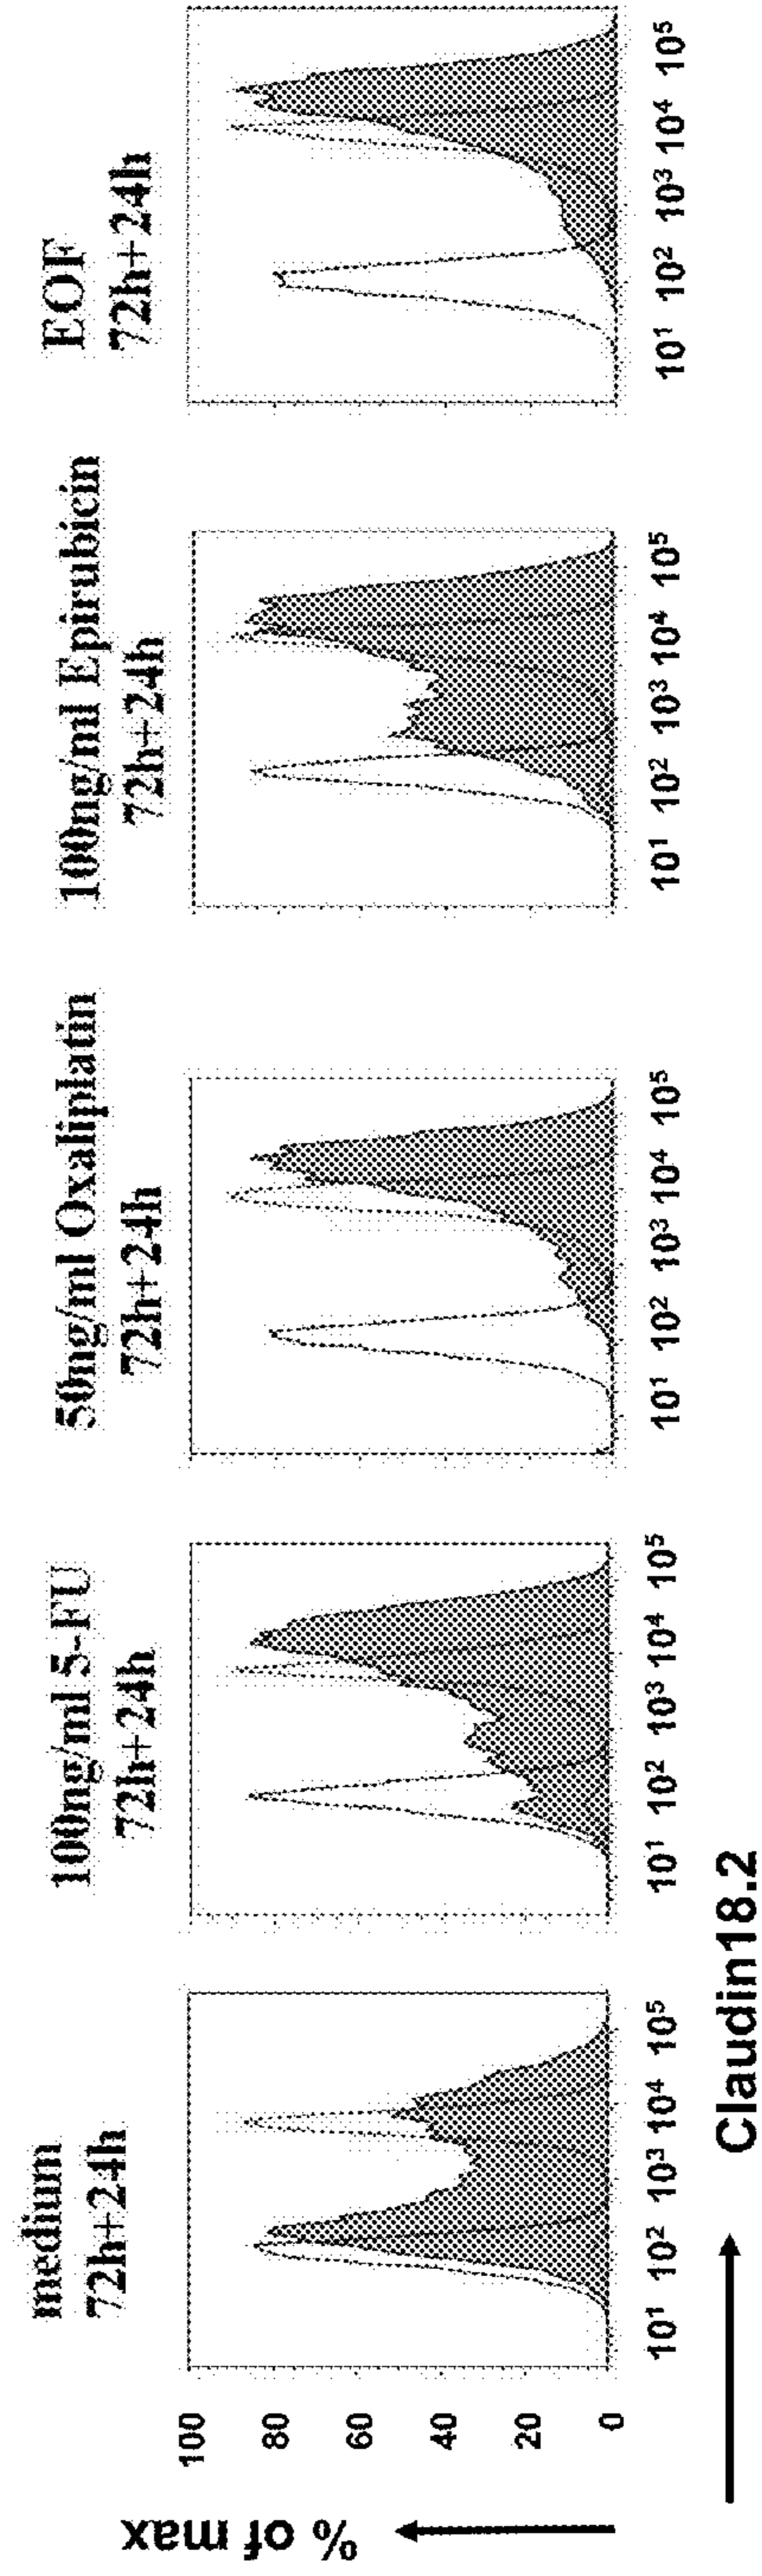 medium
72h+24h
100ng/ml 5-FU
72h+24h
50ng/ml Oxaliplatin
72h+24h
100ng/ml Epirubicin
72h+24h
EOF
72h+24h
% of max
100
80
60
40
20
0
10¹ 10² 10³ 10⁴ 10⁵
10¹ 10² 10³ 10⁴ 10⁵
10¹ 10² 10³ 10⁴ 10⁵
10¹ 10² 10³ 10⁴ 10⁵
10¹ 10² 10³ 10⁴ 10⁵
Claudin18.2